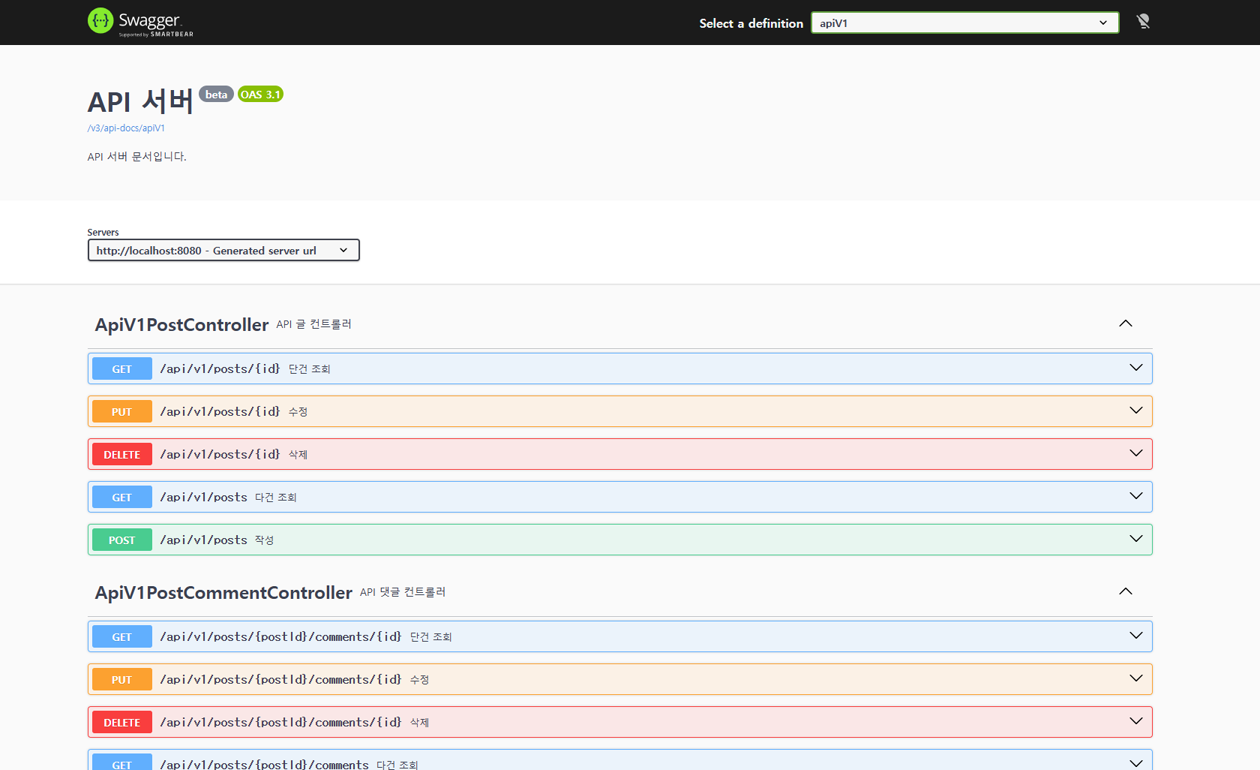 Swagger.
Supported by SMARTBEAR
Select a definition apiV1
API 서버 beta OAS 3.1
/v3/api-docs/apiV1
API 서버 문서입니다.
Servers
http://localhost:8080 - Generated server url
ApiV1PostController API 글 컨트롤러
GET /api/v1/posts/{id} 단건 조회
PUT /api/v1/posts/{id} 수정
DELETE /api/v1/posts/{id} 삭제
GET /api/v1/posts 다건 조회
POST /api/v1/posts 작성
ApiV1PostCommentController API 댓글 컨트롤러
GET /api/v1/posts/{postId}/comments/{id} 단건 조회
PUT /api/v1/posts/{postId}/comments/{id} 수정
DELETE /api/v1/posts/{postId}/comments/{id} 삭제
GET /api/v1/posts/{postId}/comments 다건 조회